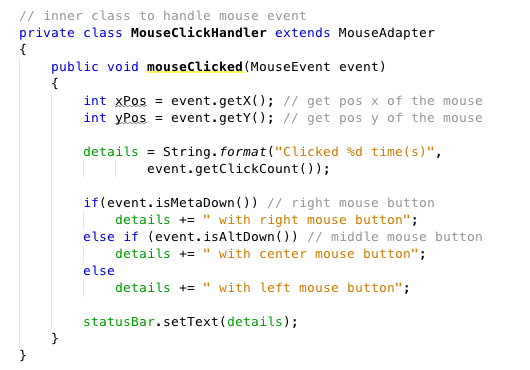 // inner class to handle mouse event
private class MouseClickHandler extends MouseAdapter
{
    public void mouseClicked(MouseEvent event)
    {
        int xPos = event.getX(); // get pos x of the mouse
        int yPos = event.getY(); // get pos y of the mouse

        details = String.format("Clicked %d time(s)",
                event.getClickCount());

        if(event.isMetaDown()) // right mouse button
            details += " with right mouse button";
        else if (event.isAltDown()) // middle mouse button
            details += " with center mouse button";
        else
            details += " with left mouse button";

        statusBar.setText(details);
    }
}